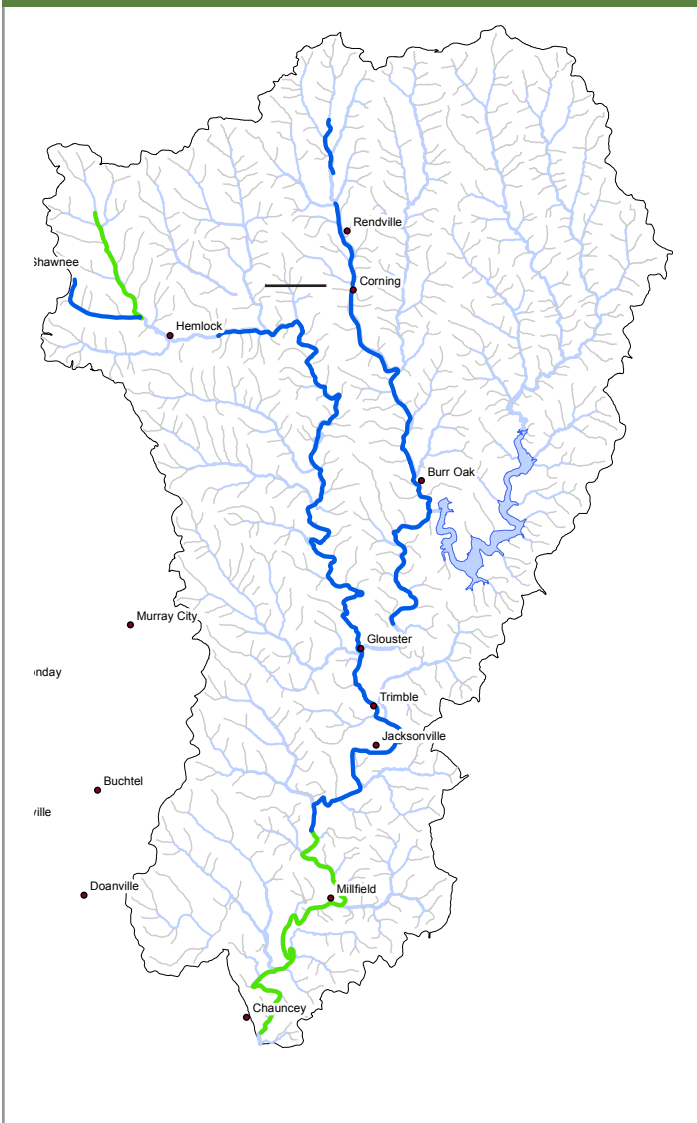 Rendville
Shawnee
Corning
Hemlock
Burr Oak
Murray City
Glouster
onday
Trimble
Jacksonville
Buchtel
ville
Doanville
Millfield
Chauncey